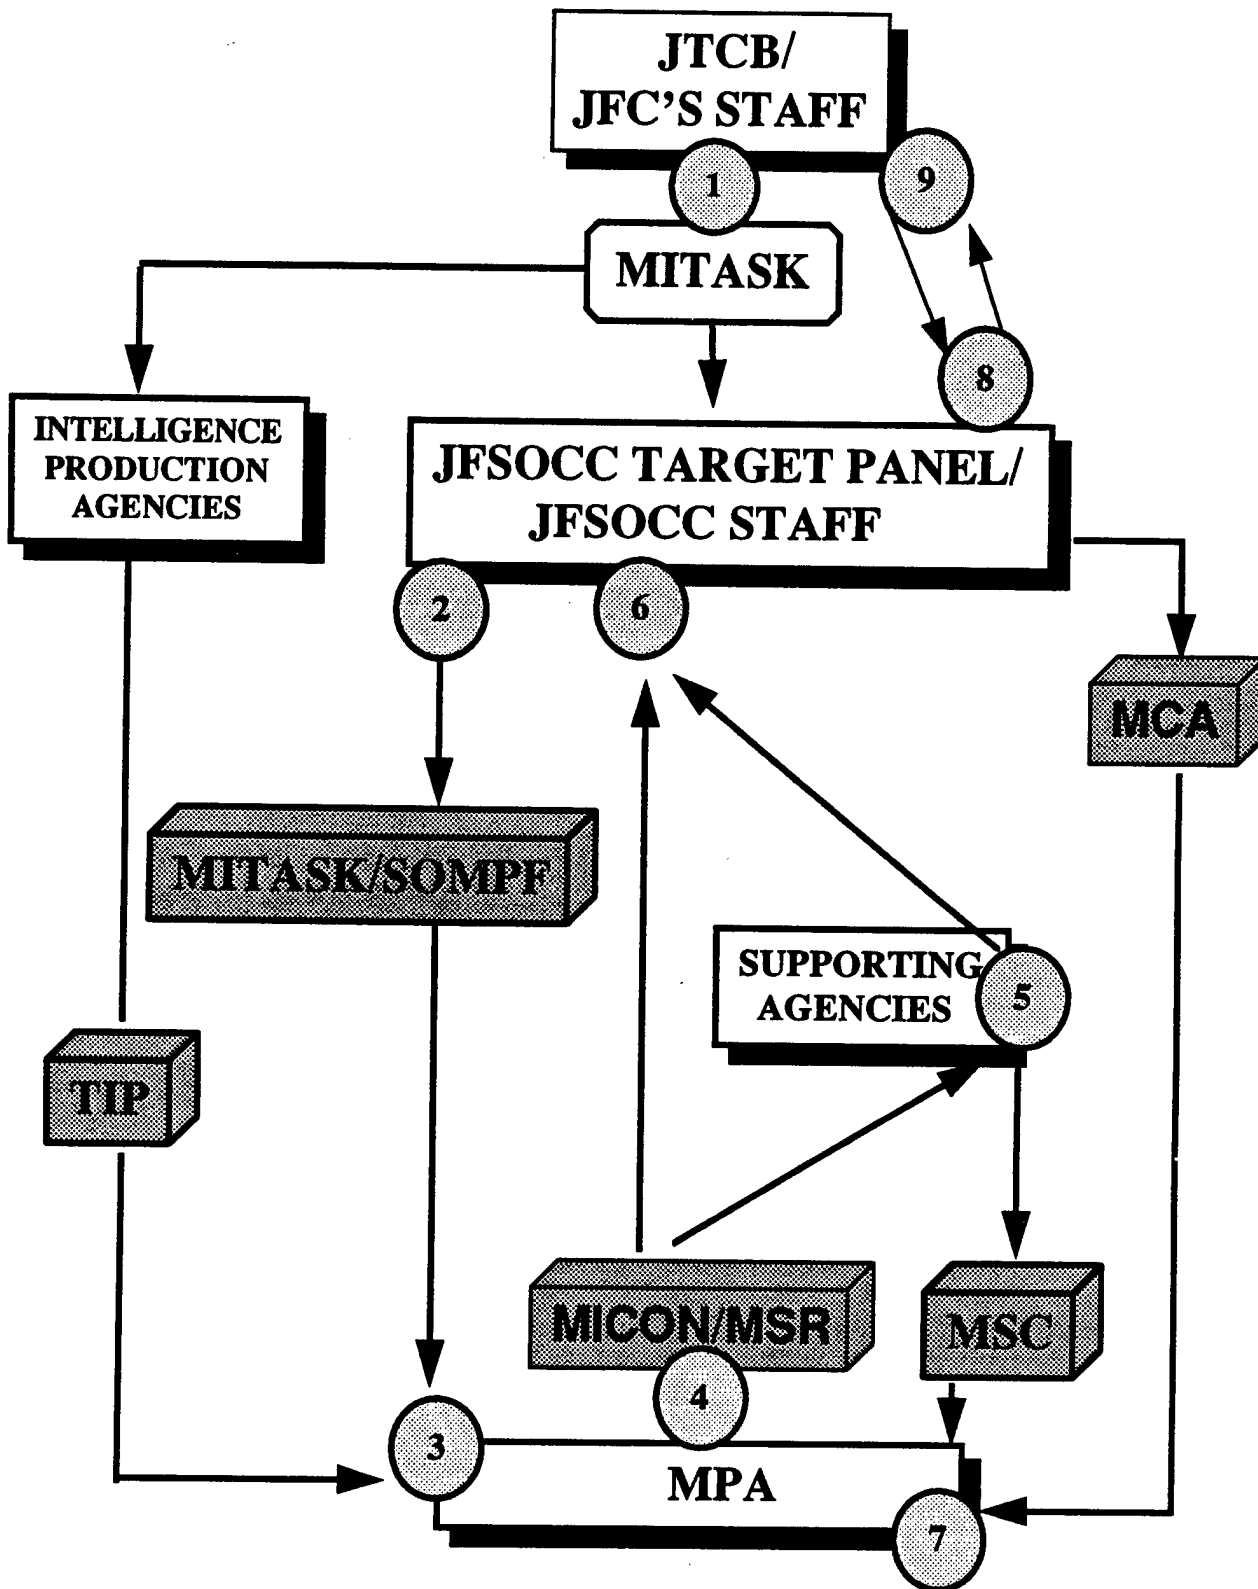 JTCB/
JFC'S STAFF
1
9
MITASK
8
INTELLIGENCE
PRODUCTION
AGENCIES
JFSOCC TARGET PANEL/
JFSOCC STAFF
2
6
MCA
MITASK/SOMPF
SUPPORTING
AGENCIES
5
TIP
MICON/MSR
MSC
4
3
MPA
7